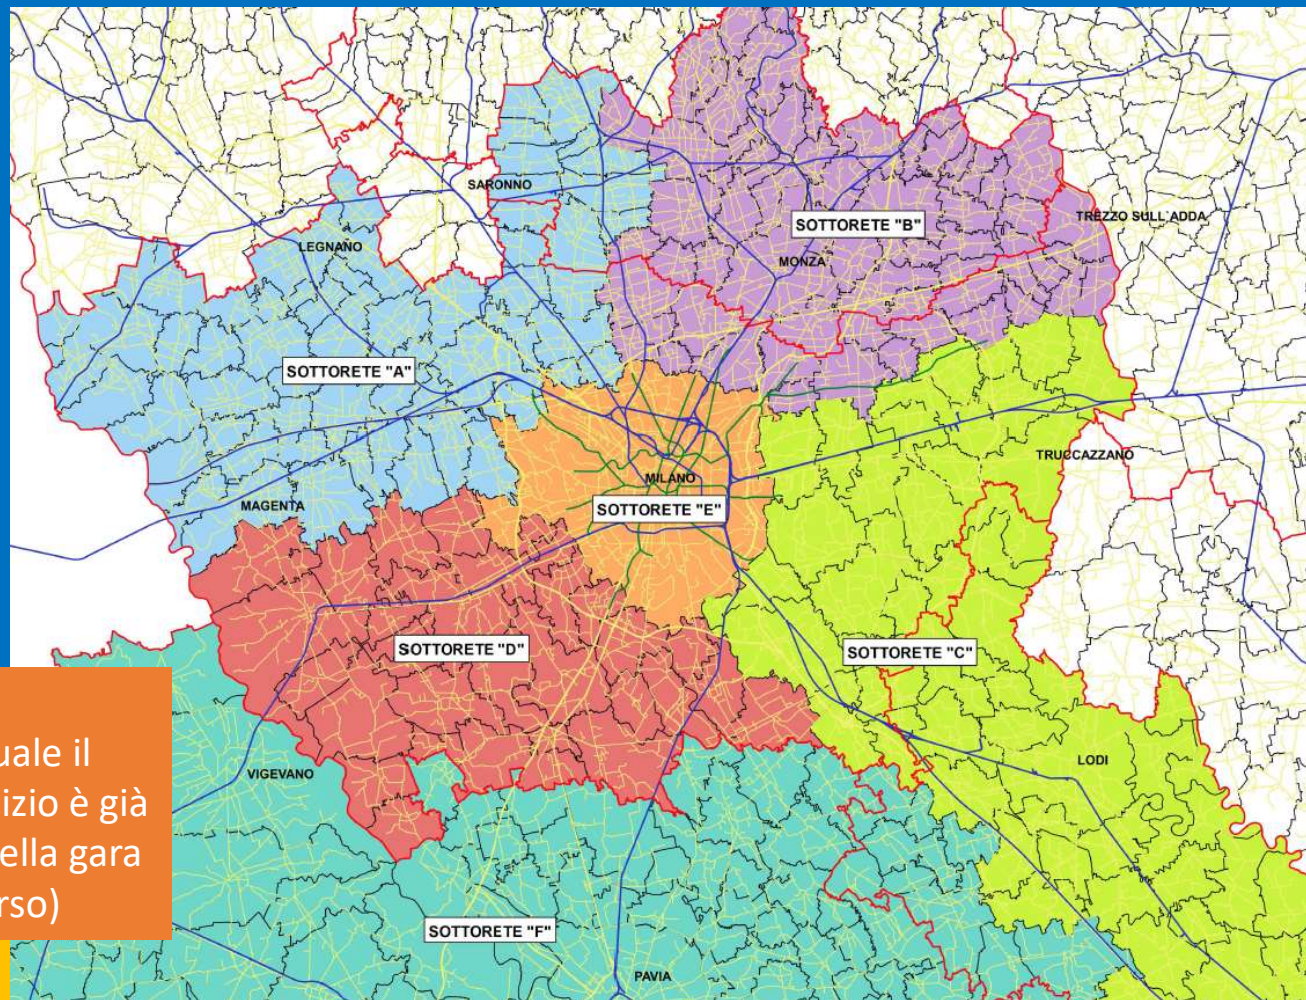 SARONNO
TREZZO SULL`ADDA
SOTTORETE "B"
LEGNANO
MONZA
SOTTORETE "A"
TRUCCAZZANO
MILANO
MAGENTA
SOTTORETE "E"
SOTTORETE "D"
SOTTORETE "C"
uale il
izio è già
ella gara
rso)
VIGEVANO
LODI
SOTTORETE "F"
PAVIA